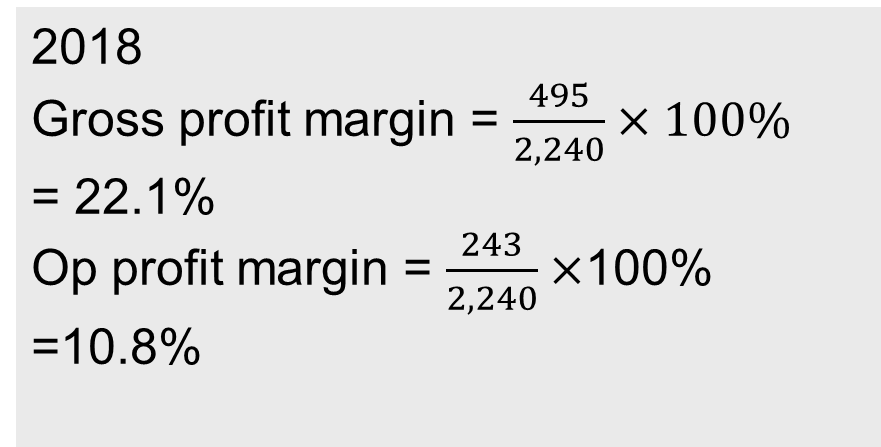 2018
Gross profit margin = 495/2,240 × 100%
= 22.1%
Op profit margin = 243/2,240 ×100%
=10.8%